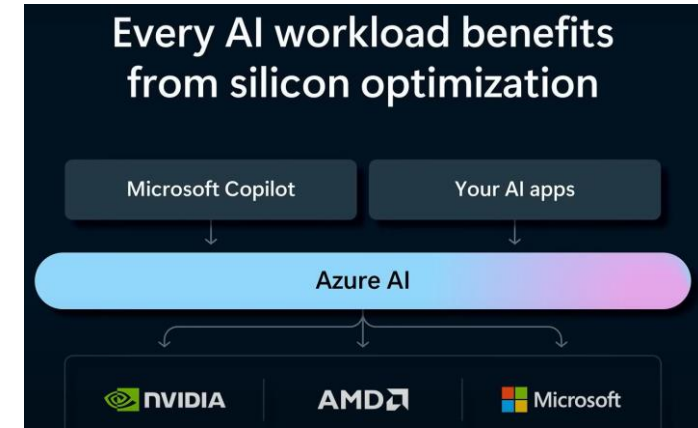 Every AI workload benefits
from silicon optimization
Microsoft Copilot
Your AI apps
Azure AI
NVIDIA
AMD
Microsoft